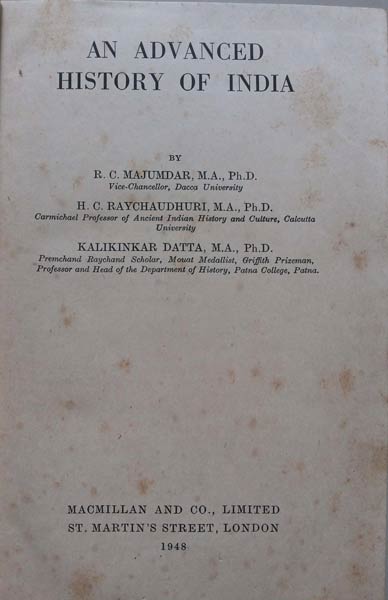 AN ADVANCED
HISTORY OF INDIA
BY
R. C. MAJUMDAR, M.A., Ph.D.
Vice-Chancellor, Dacca University
H. C. RAYCHAUDHURI, M.A., Ph.D.
Carmichael Professor of Ancient Indian History and Culture, Calcutta
University
KALIKINKAR DATTA, M.A., Ph.D.
Premchand Raychand Scholar, Mouat Medallist, Griffith Prizeman,
Professor and Head of the Department of History, Patna College, Patna.
MACMILLAN AND CO., LIMITED
ST. MARTIN'S STREET, LONDON
1948